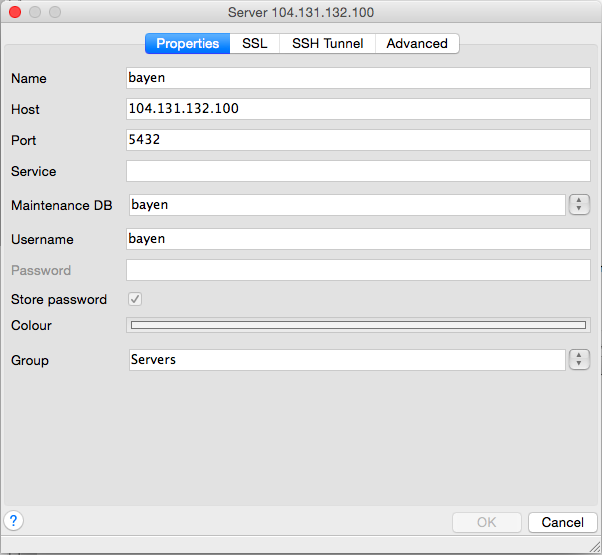 Server 104.131.132.100
Properties SSL SSH Tunnel Advanced
Name bayen
Host 104.131.132.100
Port 5432
Service
Maintenance DB bayen
Username bayen
Password
Store password
Colour
Group Servers
? OK Cancel